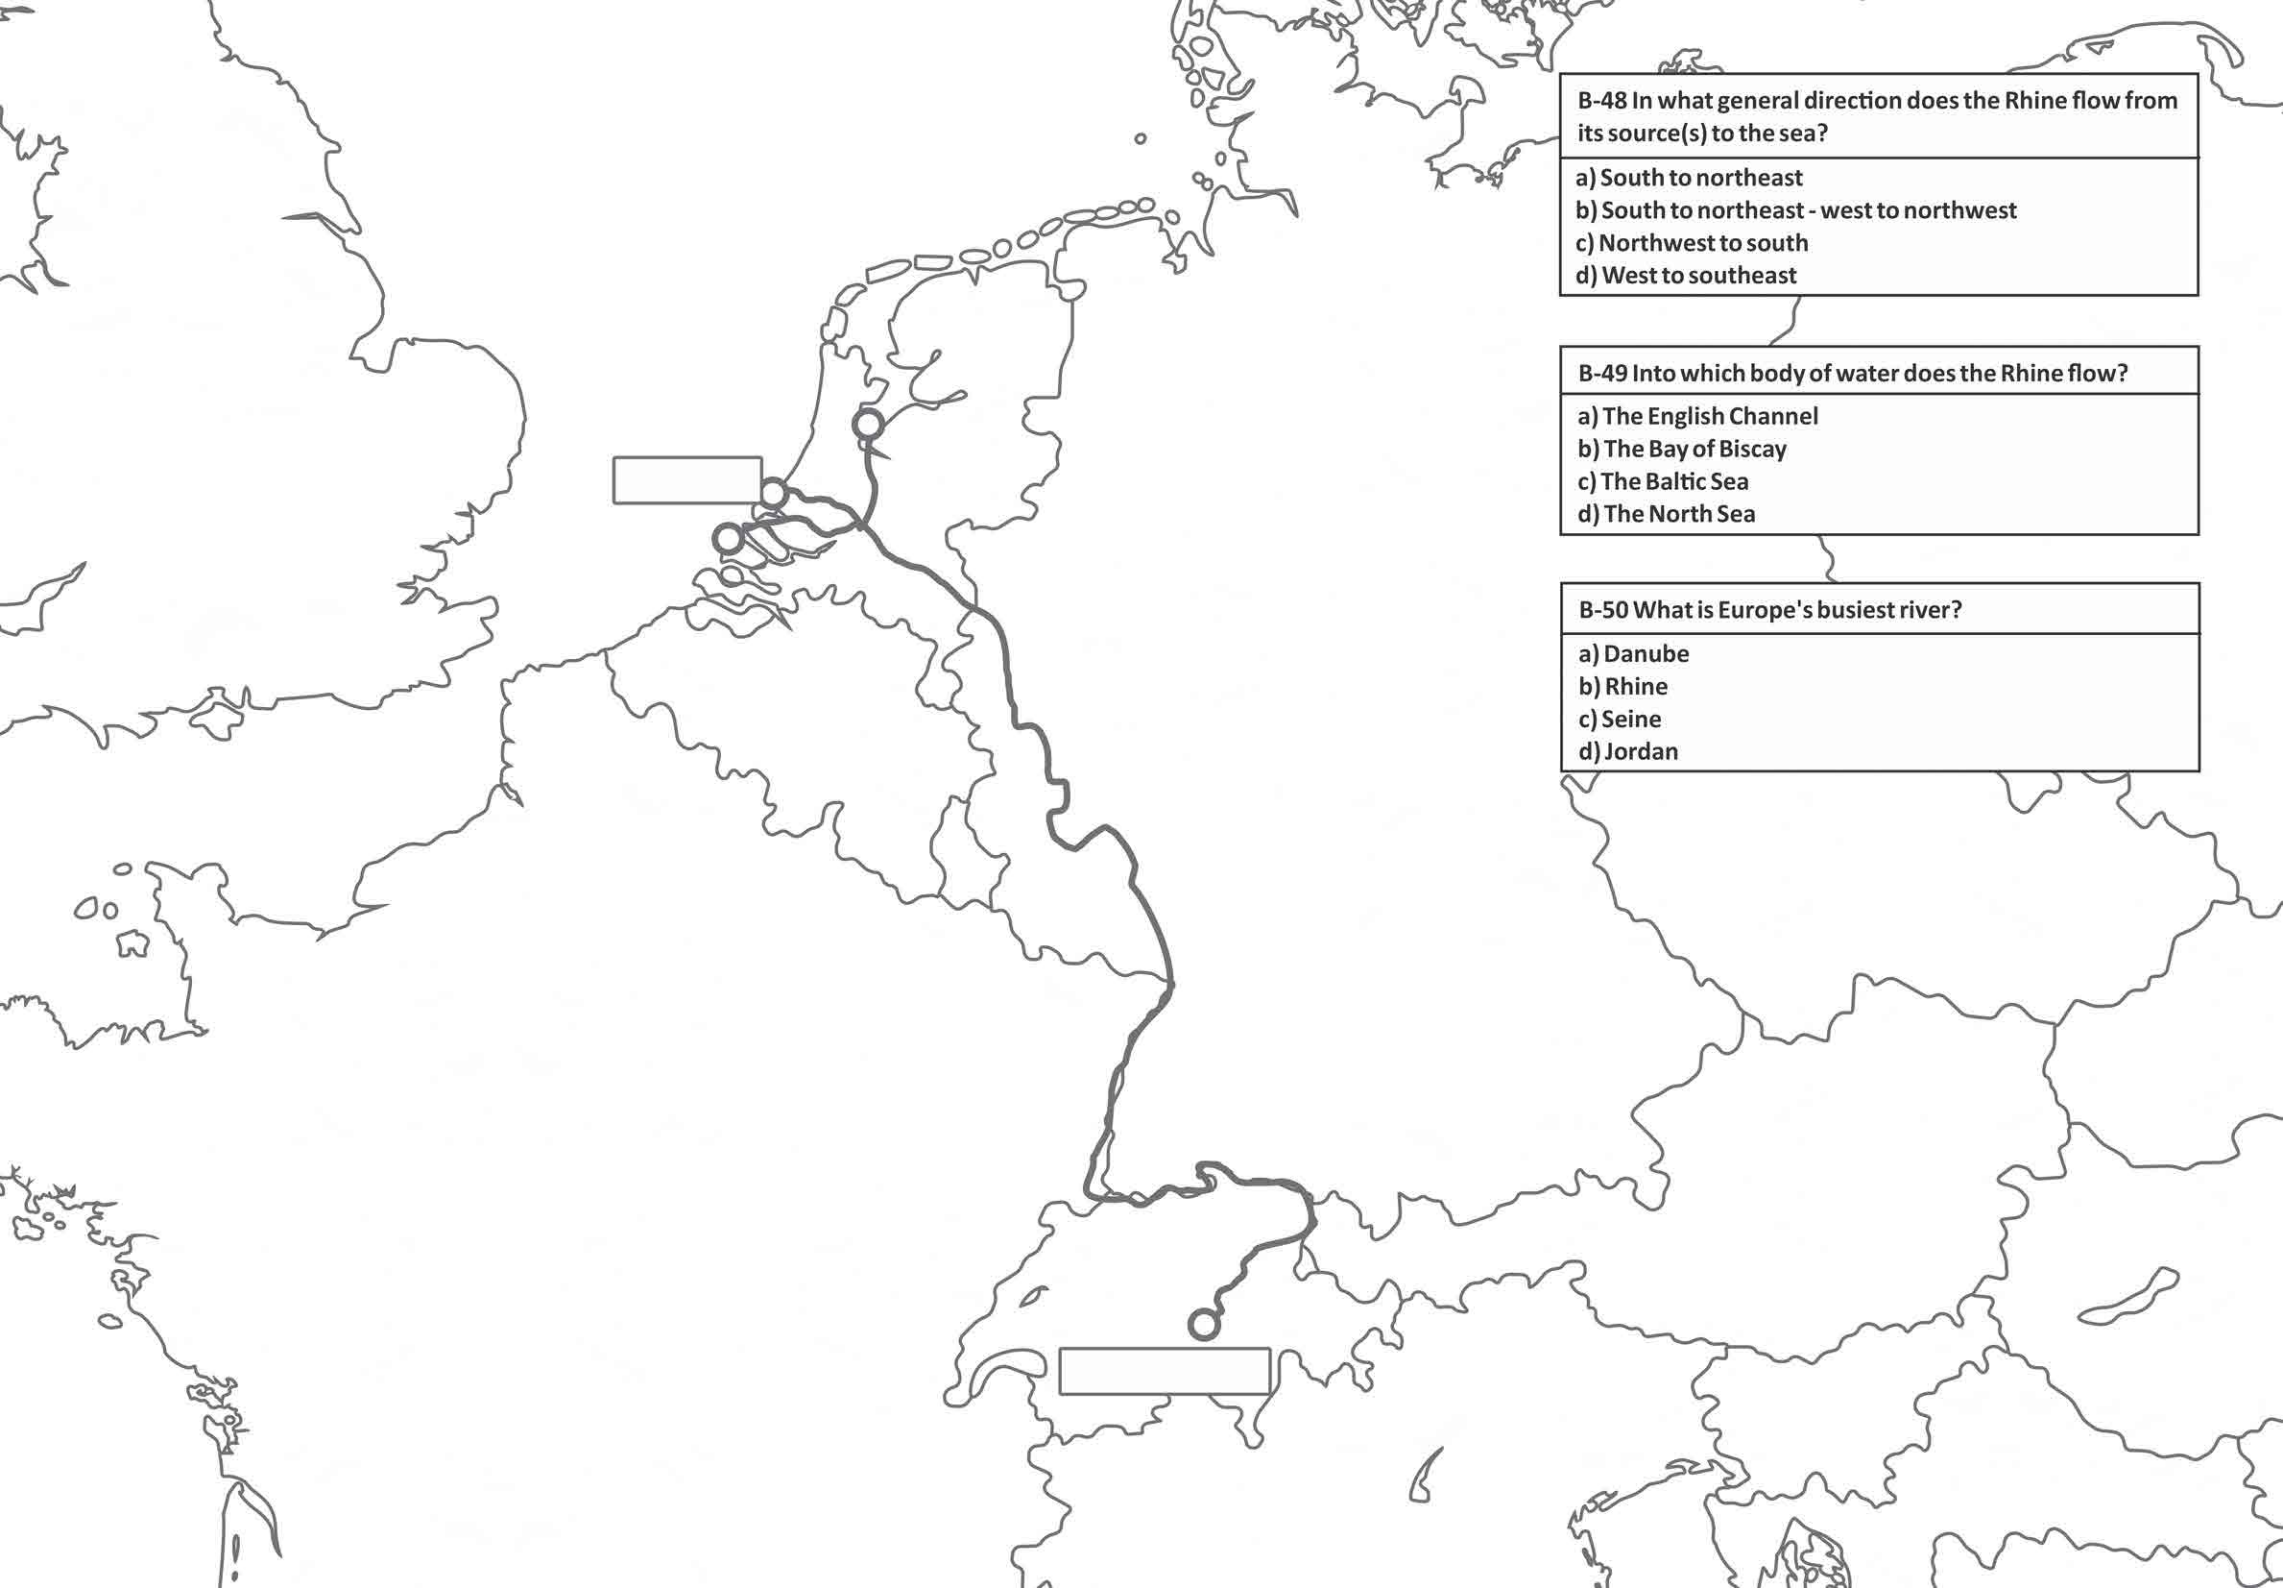 B-48 In what general direction does the Rhine flow from
its source(s) to the sea?
a) South to northeast
b) South to northeast - west to northwest
c) Northwest to south
d) West to southeast
B-49 Into which body of water does the Rhine flow?
a) The English Channel
b) The Bay of Biscay
c) The Baltic Sea
d) The North Sea
B-50 What is Europe's busiest river?
a) Danube
b) Rhine
c) Seine
d) Jordan